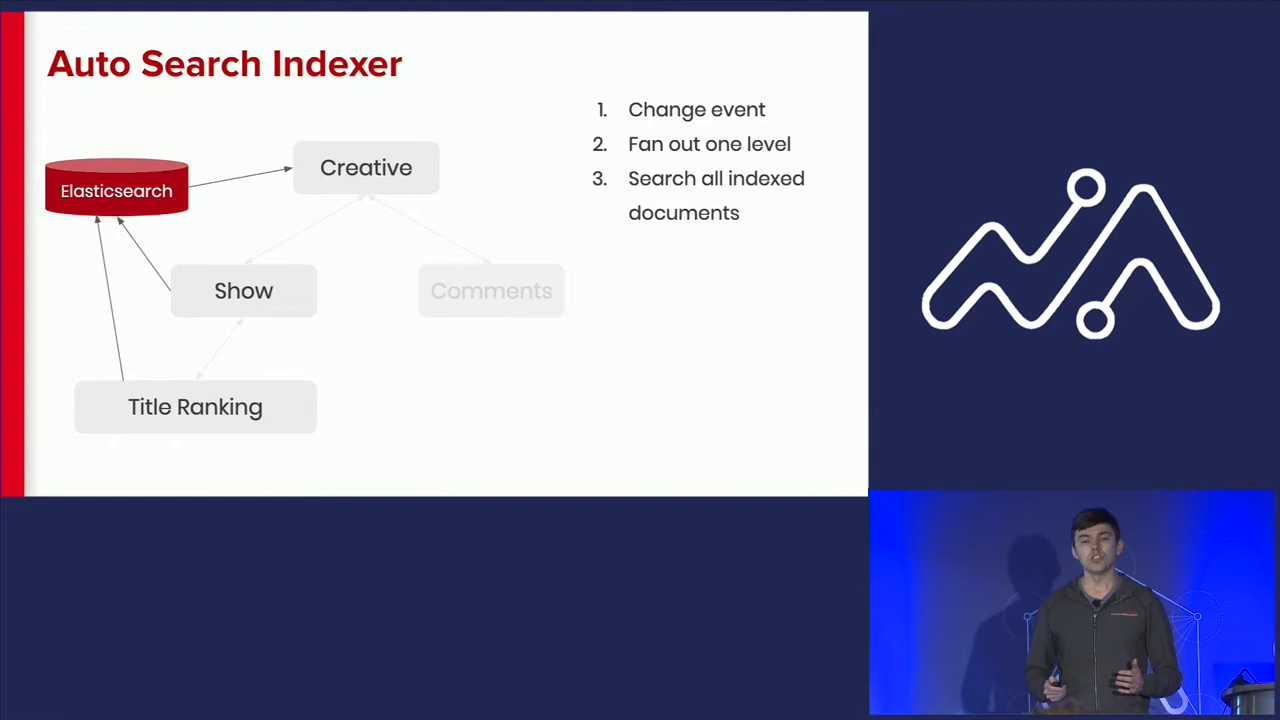 Auto Search Indexer
1. Change event
2. Fan out one level
3. Search all indexed
documents
Creative
Elasticsearch
Show
Comments
Title Ranking